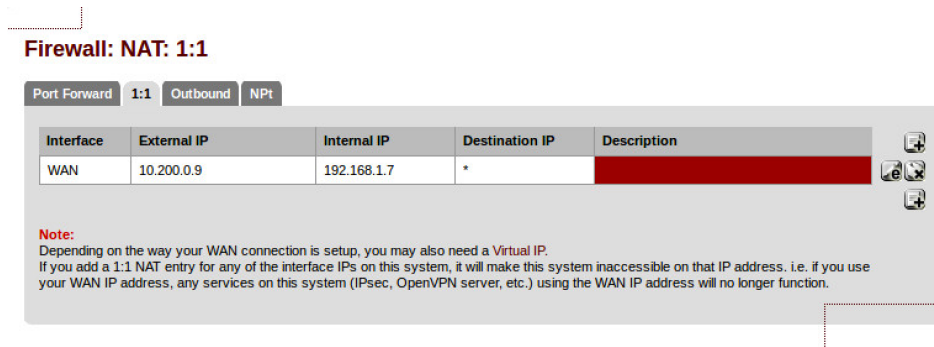 Firewall: NAT: 1:1
Port Forward 1:1 Outbound NPt
Interface External IP Internal IP Destination IP Description
WAN 10.200.0.9 192.168.1.7 *
Note:
Depending on the way your WAN connection is setup, you may also need a Virtual IP.
If you add a 1:1 NAT entry for any of the interface IPs on this system, it will make this system inaccessible on that IP address. i.e. if you use
your WAN IP address, any services on this system (IPsec, OpenVPN server, etc.) using the WAN IP address will no longer function.